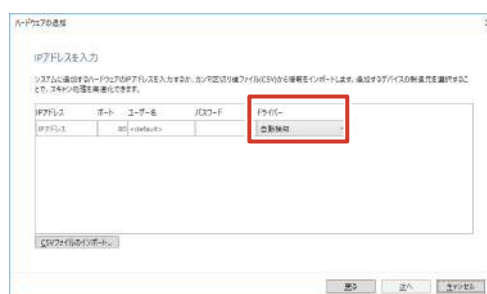 ハードウェアの追加
IPアドレスを入力
システムに追加するハードウェアのIPアドレスを入力するか、カンマ区切り値ファイル(CSV)から情報をインポートします。追加するデバイスの製造元を選択するこ
とで、スキャン処理を高速化できます。
IPアドレス ポート ユーザー名 パスワード ドライバー
IPアドレス 80 <default> 自動検知
CSVファイルのインポート...
戻る 次へ キャンセル